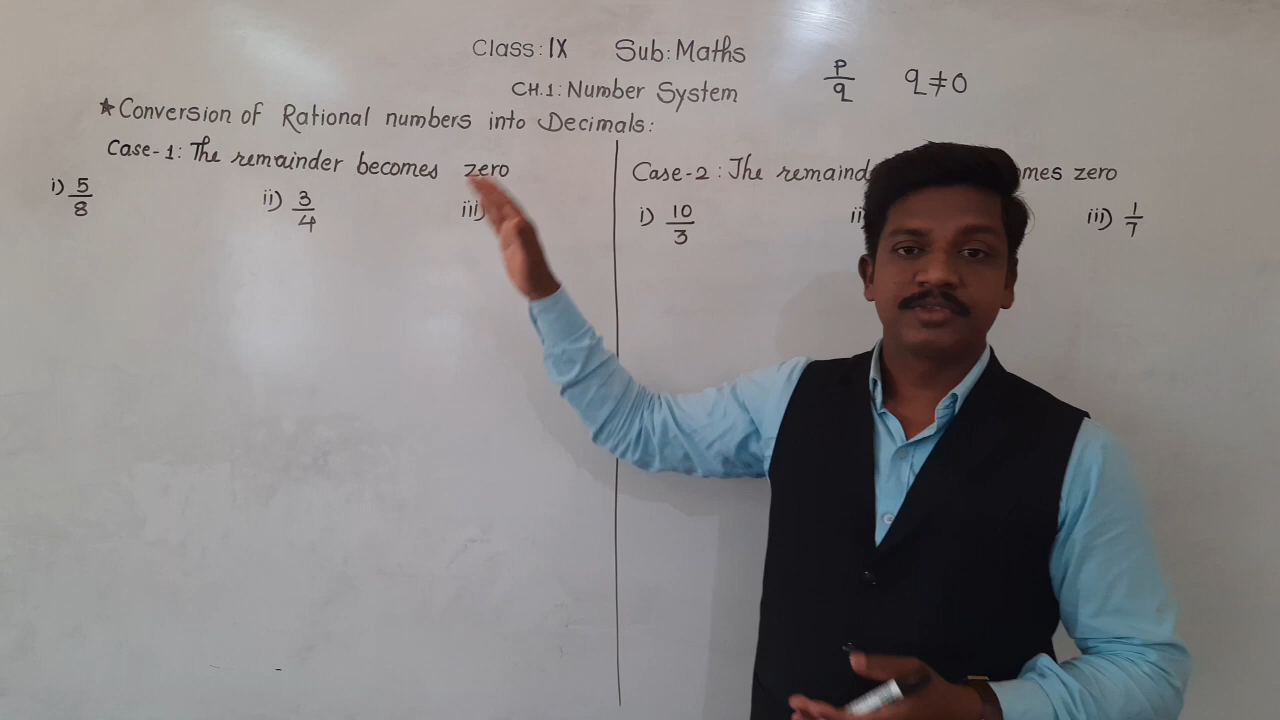 Class: IX Sub: Maths
CH.1: Number System
p/q q≠0
★Conversion of Rational numbers into Decimals:
Case-1: The remainder becomes zero
i) 5/8 ii) 3/4 iii)
Case-2: The zero
i) 10/3 iii) 1/7